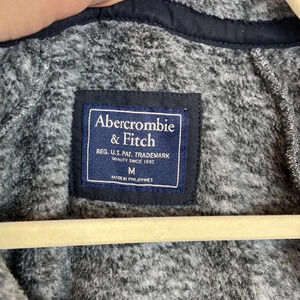 Abercrombie
& Fitch
REG. U.S. PAT. TRADEMARK
QUALITY SINCE 1892
M
MADE IN PHILIPPINES